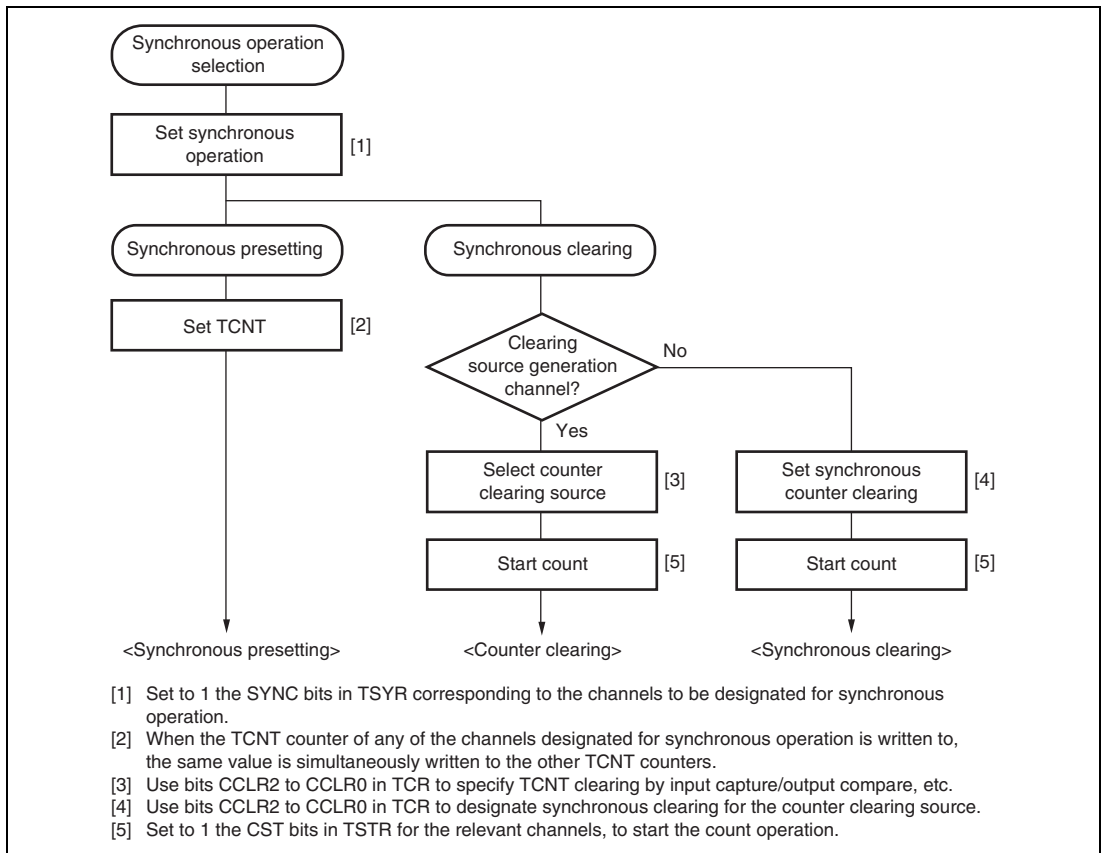 Synchronous operation
selection
Set synchronous
operation
[1]
Synchronous presetting
Synchronous clearing
Set TCNT
[2]
Clearing
source generation
channel?
No
Yes
Select counter
clearing source
[3]
Set synchronous
counter clearing
[4]
Start count
[5]
Start count
[5]
<Synchronous presetting>
<Counter clearing>
<Synchronous clearing>
[1] Set to 1 the SYNC bits in TSYR corresponding to the channels to be designated for synchronous
operation.
[2] When the TCNT counter of any of the channels designated for synchronous operation is written to,
the same value is simultaneously written to the other TCNT counters.
[3] Use bits CCLR2 to CCLR0 in TCR to specify TCNT clearing by input capture/output compare, etc.
[4] Use bits CCLR2 to CCLR0 in TCR to designate synchronous clearing for the counter clearing source.
[5] Set to 1 the CST bits in TSTR for the relevant channels, to start the count operation.